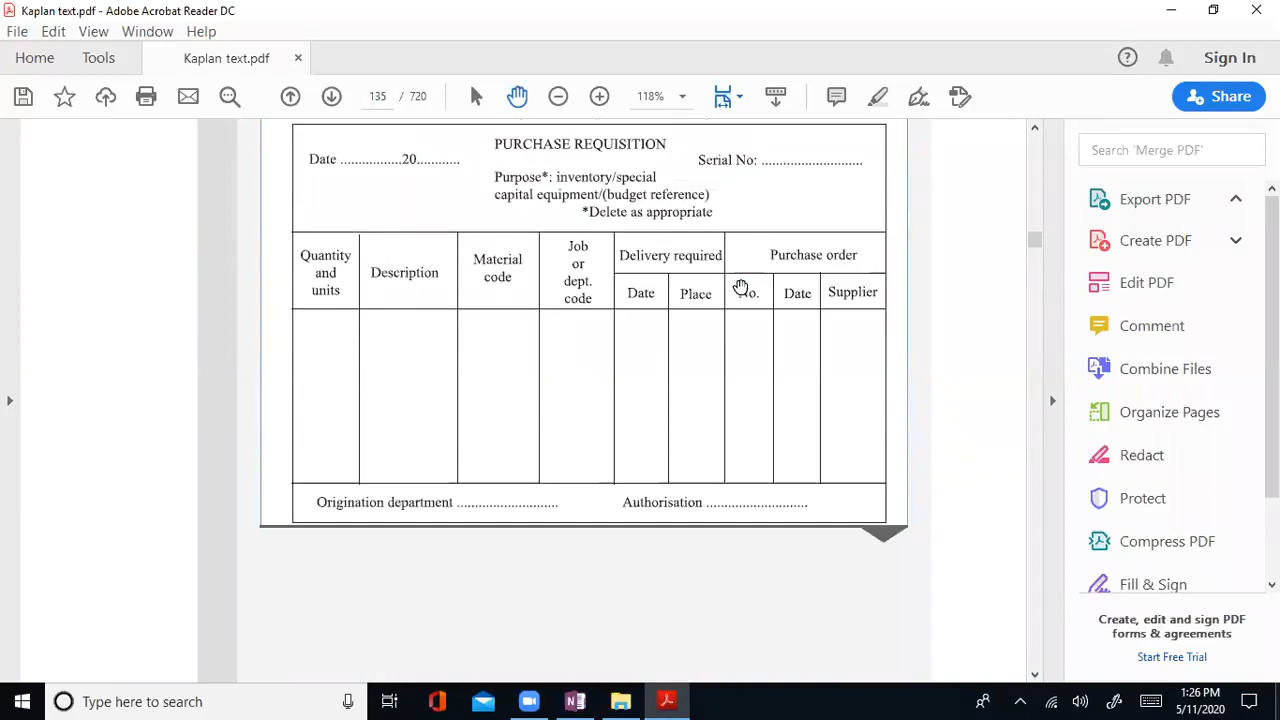 Kaplan text.pdf - Adobe Acrobat Reader DC
File Edit View Window Help
Home Tools Kaplan text.pdf × Sign In
135 / 720 118% Share
PURCHASE REQUISITION
Date .................20............ Serial No: ............................
Purpose*: inventory/special
capital equipment/(budget reference)
*Delete as appropriate
Quantity
and
units
Description
Material
code
Job
or
dept.
code
Delivery required
Date Place
Purchase order
Date Supplier
Origination department ............................ Authorisation ............................
Search 'Merge PDF'
Export PDF
Create PDF
Edit PDF
Comment
Combine Files
Organize Pages
Redact
Protect
Compress PDF
Fill & Sign
Create, edit and sign PDF
forms & agreements
Start Free Trial
Type here to search
1:26 PM
5/11/2020